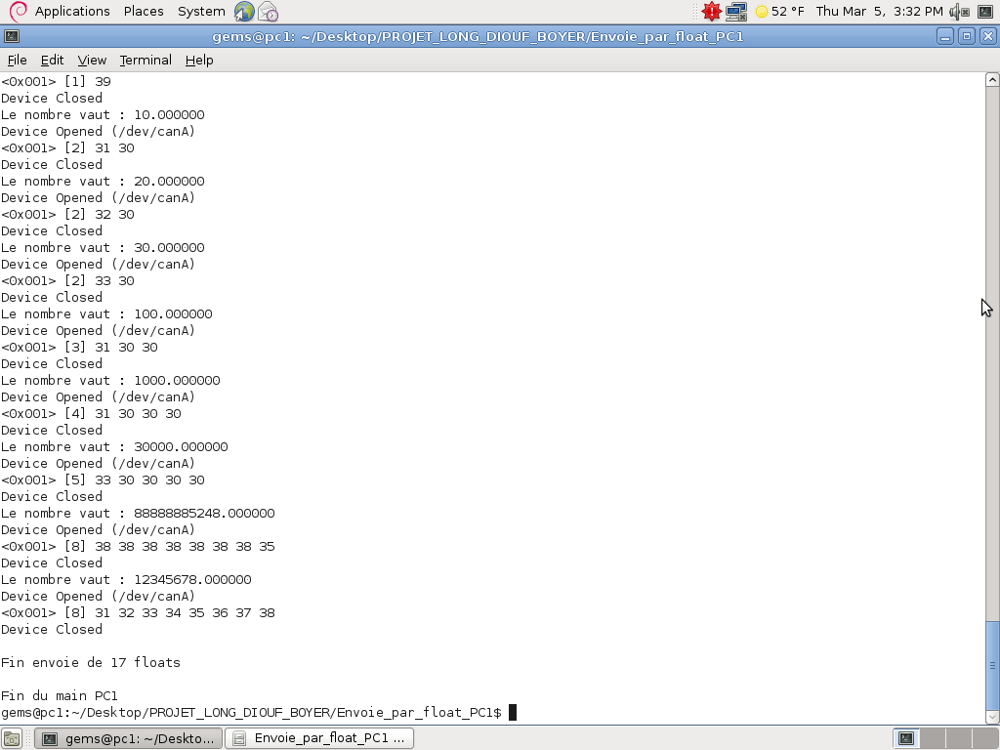 Applications Places System 52 °F Thu Mar 5, 3:32 PM
gems@pc1: ~/Desktop/PROJET_LONG_DIOUF_BOYER/Envoie_par_float_PC1
File Edit View Terminal Help
<0x001> [1] 39
Device Closed
Le nombre vaut : 10.000000
Device Opened (/dev/canA)
<0x001> [2] 31 30
Device Closed
Le nombre vaut : 20.000000
Device Opened (/dev/canA)
<0x001> [2] 32 30
Device Closed
Le nombre vaut : 30.000000
Device Opened (/dev/canA)
<0x001> [2] 33 30
Device Closed
Le nombre vaut : 100.000000
Device Opened (/dev/canA)
<0x001> [3] 31 30 30
Device Closed
Le nombre vaut : 1000.000000
Device Opened (/dev/canA)
<0x001> [4] 31 30 30 30
Device Closed
Le nombre vaut : 30000.000000
Device Opened (/dev/canA)
<0x001> [5] 33 30 30 30 30
Device Closed
Le nombre vaut : 88888885248.000000
Device Opened (/dev/canA)
<0x001> [8] 38 38 38 38 38 38 38 35
Device Closed
Le nombre vaut : 12345678.000000
Device Opened (/dev/canA)
<0x001> [8] 31 32 33 34 35 36 37 38
Device Closed
Fin envoie de 17 floats
Fin du main PC1
gems@pc1:~/Desktop/PROJET_LONG_DIOUF_BOYER/Envoie_par_float_PC1$
gems@pc1: ~/Deskto... Envoie_par_float_PC1 ...